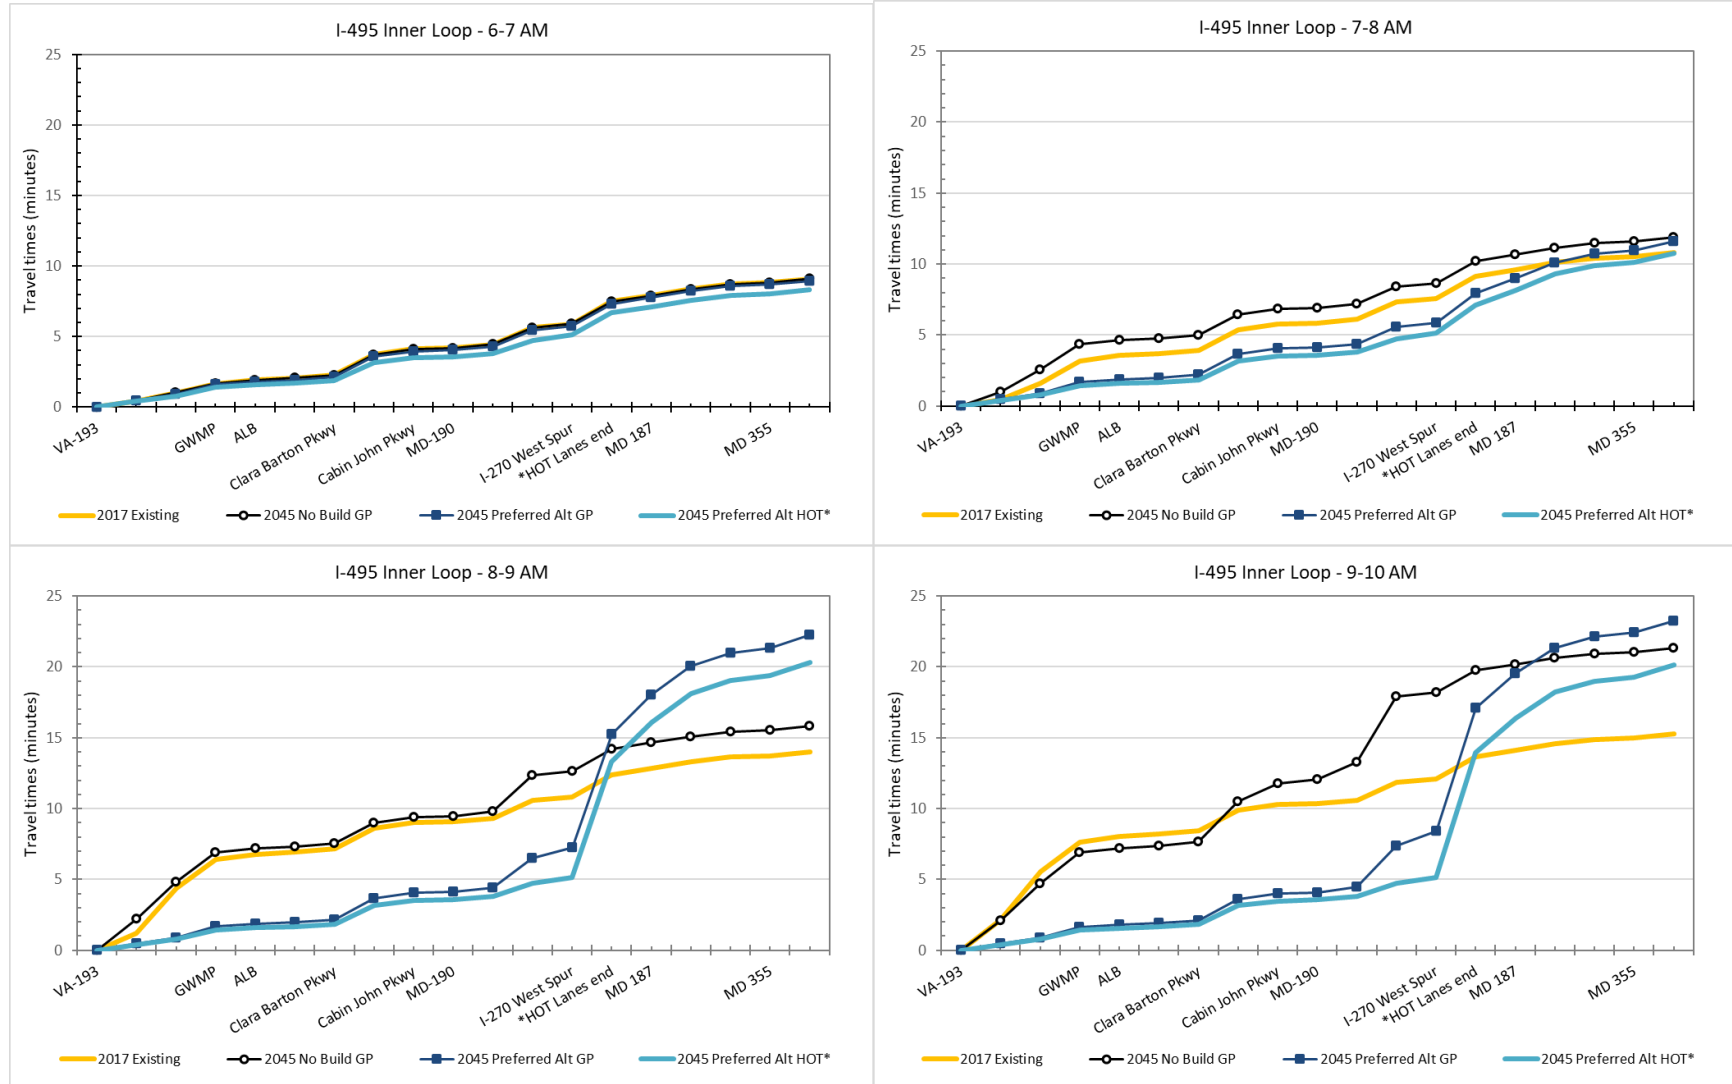 I-495 Inner Loop - 6-7 AM
Travel times (minutes)
25
20
15
10
5
0
VA-193
GWMP
ALB
Clara Barton Pkwy
Cabin John Pkwy
MD-190
I-270 West Spur
*HOT Lanes end
MD 187
MD 355
2017 Existing
2045 No Build GP
2045 Preferred Alt GP
2045 Preferred Alt HOT*
I-495 Inner Loop - 7-8 AM
Travel times (minutes)
25
20
15
10
5
0
VA-193
GWMP
ALB
Clara Barton Pkwy
Cabin John Pkwy
MD-190
I-270 West Spur
*HOT Lanes end
MD 187
MD 355
2017 Existing
2045 No Build GP
2045 Preferred Alt GP
2045 Preferred Alt HOT*
I-495 Inner Loop - 8-9 AM
Travel times (minutes)
25
20
15
10
5
0
VA-193
GWMP
ALB
Clara Barton Pkwy
Cabin John Pkwy
MD-190
I-270 West Spur
*HOT Lanes end
MD 187
MD 355
2017 Existing
2045 No Build GP
2045 Preferred Alt GP
2045 Preferred Alt HOT*
I-495 Inner Loop - 9-10 AM
Travel times (minutes)
25
20
15
10
5
0
VA-193
GWMP
ALB
Clara Barton Pkwy
Cabin John Pkwy
MD-190
I-270 West Spur
*HOT Lanes end
MD 187
MD 355
2017 Existing
2045 No Build GP
2045 Preferred Alt GP
2045 Preferred Alt HOT*